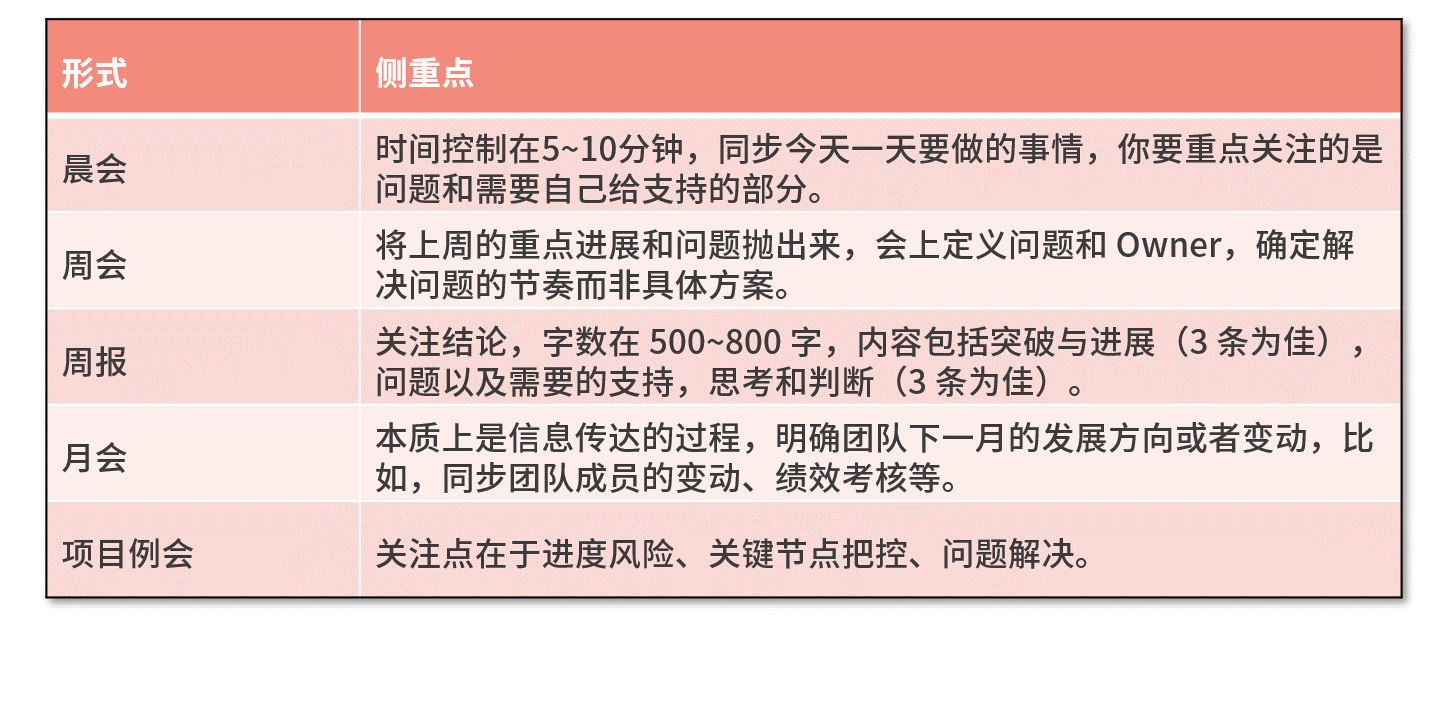 形式
侧重点
晨会
时间控制在5~10分钟，同步今天一天要做的事情，你要重点关注的是
问题和需要自己给支持的部分。
周会
将上周的重点进展和问题抛出来，会上定义问题和 Owner，确定解
决问题的节奏而非具体方案。
周报
关注结论，字数在 500~800 字，内容包括突破与进展（3 条为佳），
问题以及需要的支持，思考和判断（3 条为佳）。
月会
本质上是信息传达的过程，明确团队下一月的发展方向或者变动，比
如，同步团队成员的变动、绩效考核等。
项目例会
关注点在于进度风险、关键节点把控、问题解决。